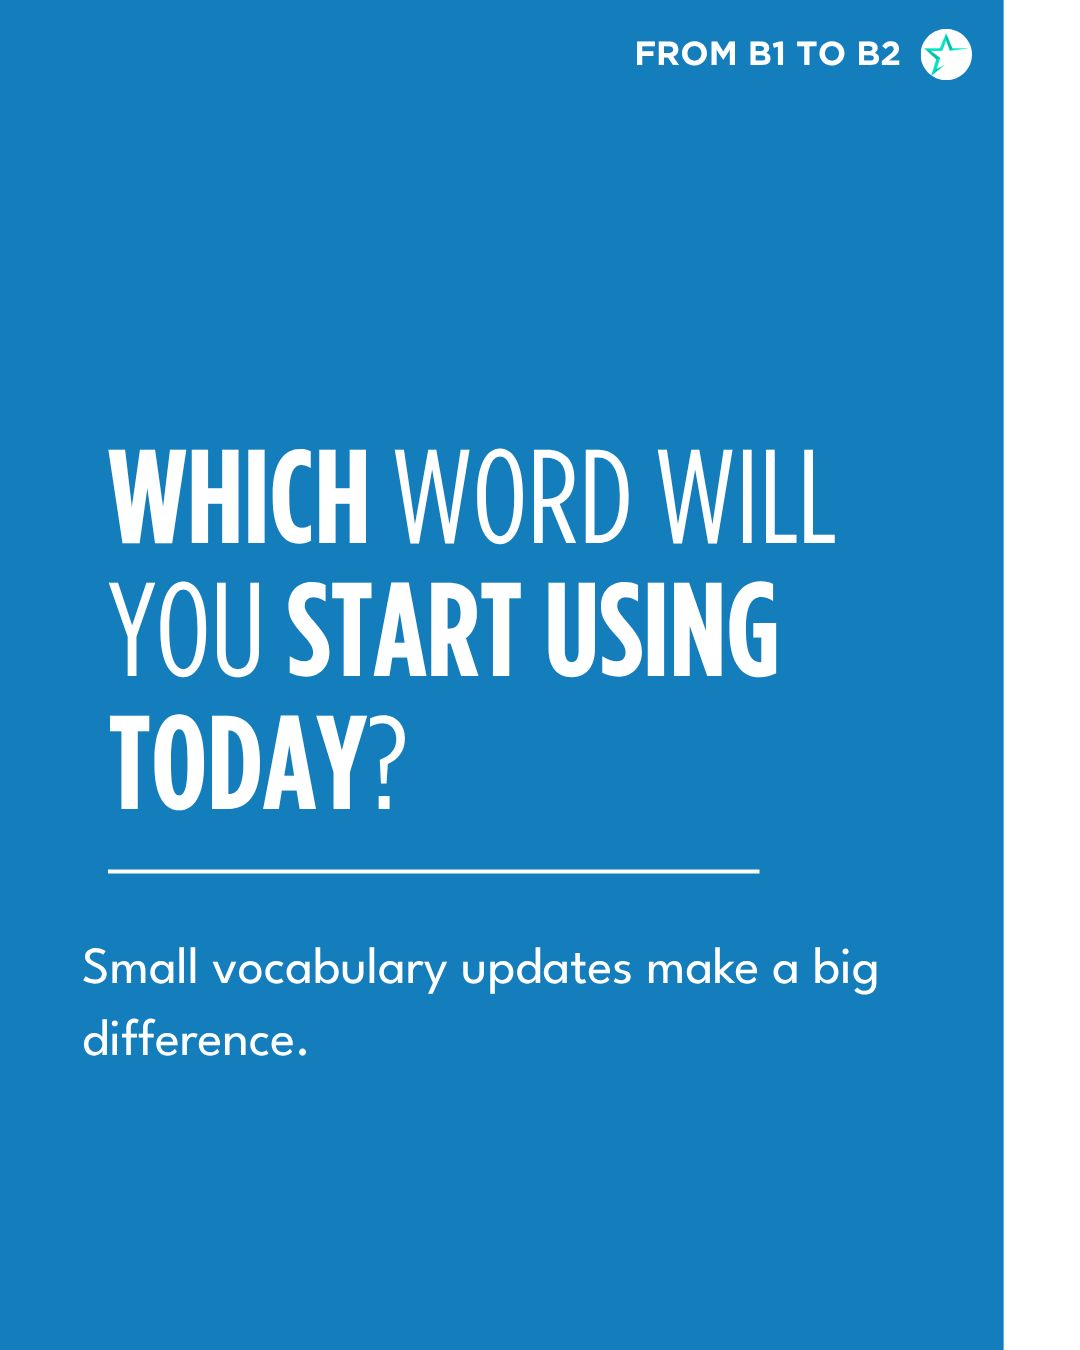 FROM B1 TO B2
WHICH WORD WILL
YOU START USING
TODAY?
Small vocabulary updates make a big
difference.